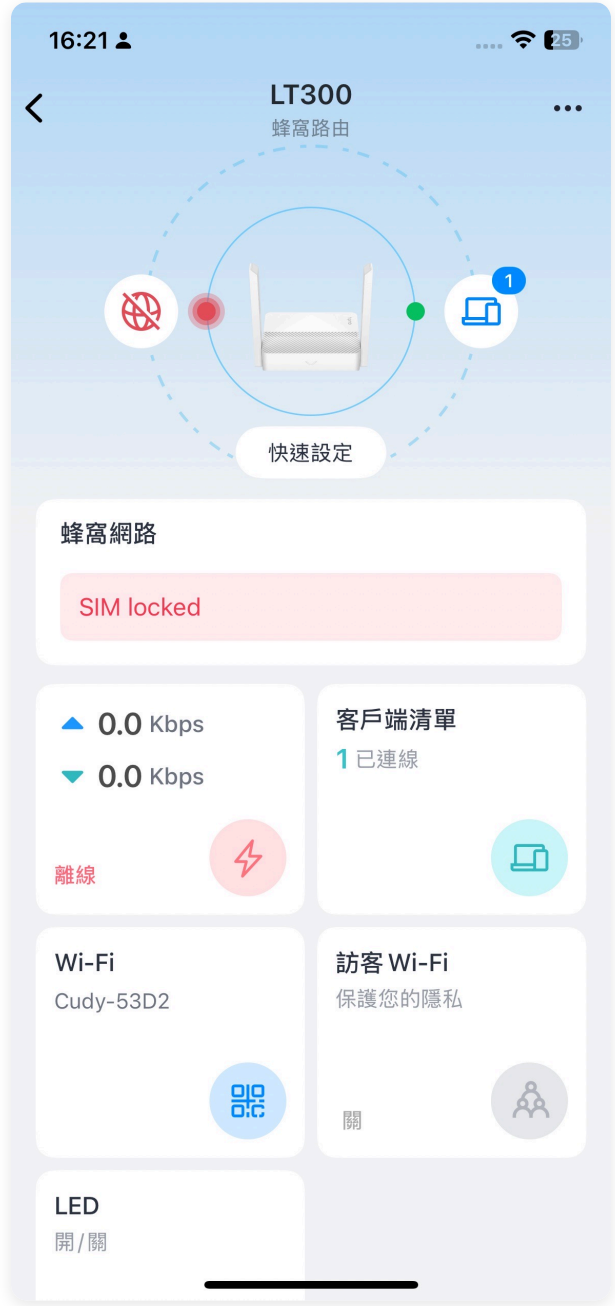 16:21
25
LT300
蜂窩路由
1
快速設定
蜂窩網路
SIM locked
0.0 Kbps
0.0 Kbps
離線
客戶端清單
1 已連線
Wi-Fi
Cudy-53D2
訪客 Wi-Fi
保護您的隱私
關
LED
開/關